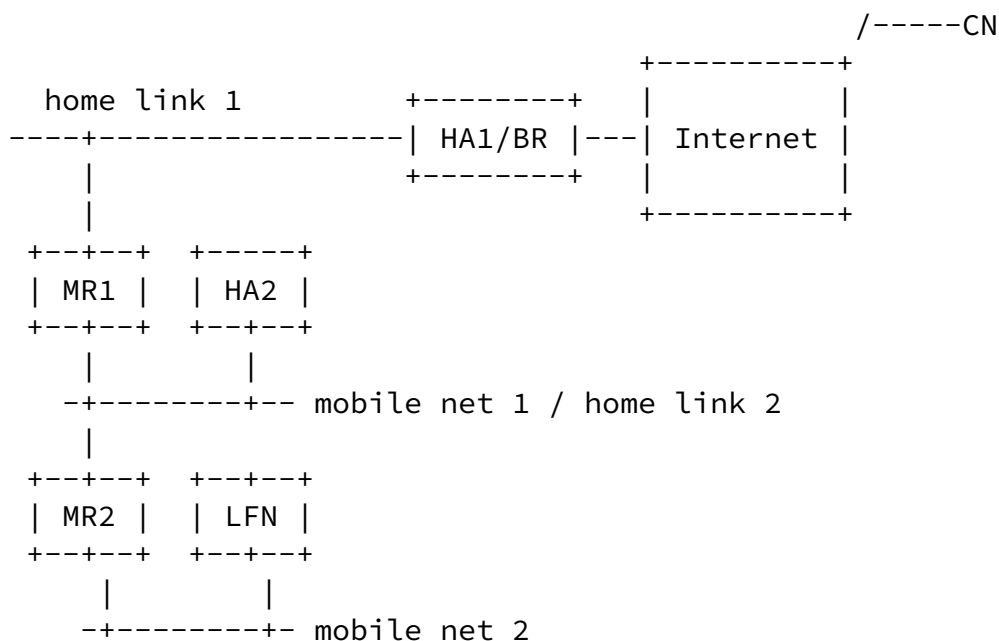 /-----CN
+----------+
home link 1 +--------+ | |
----+-----------------| HA1/BR |---| Internet |
| +--------+ | |
| +----------+
+--+--+ +-----+
| MR1 | | HA2 |
+--+--+ +--+--+
| |
-+--------+-- mobile net 1 / home link 2
|
+--+--+ +--+--+
| MR2 | | LFN |
+--+--+ +--+--+
| |
-+--------+- mobile net 2